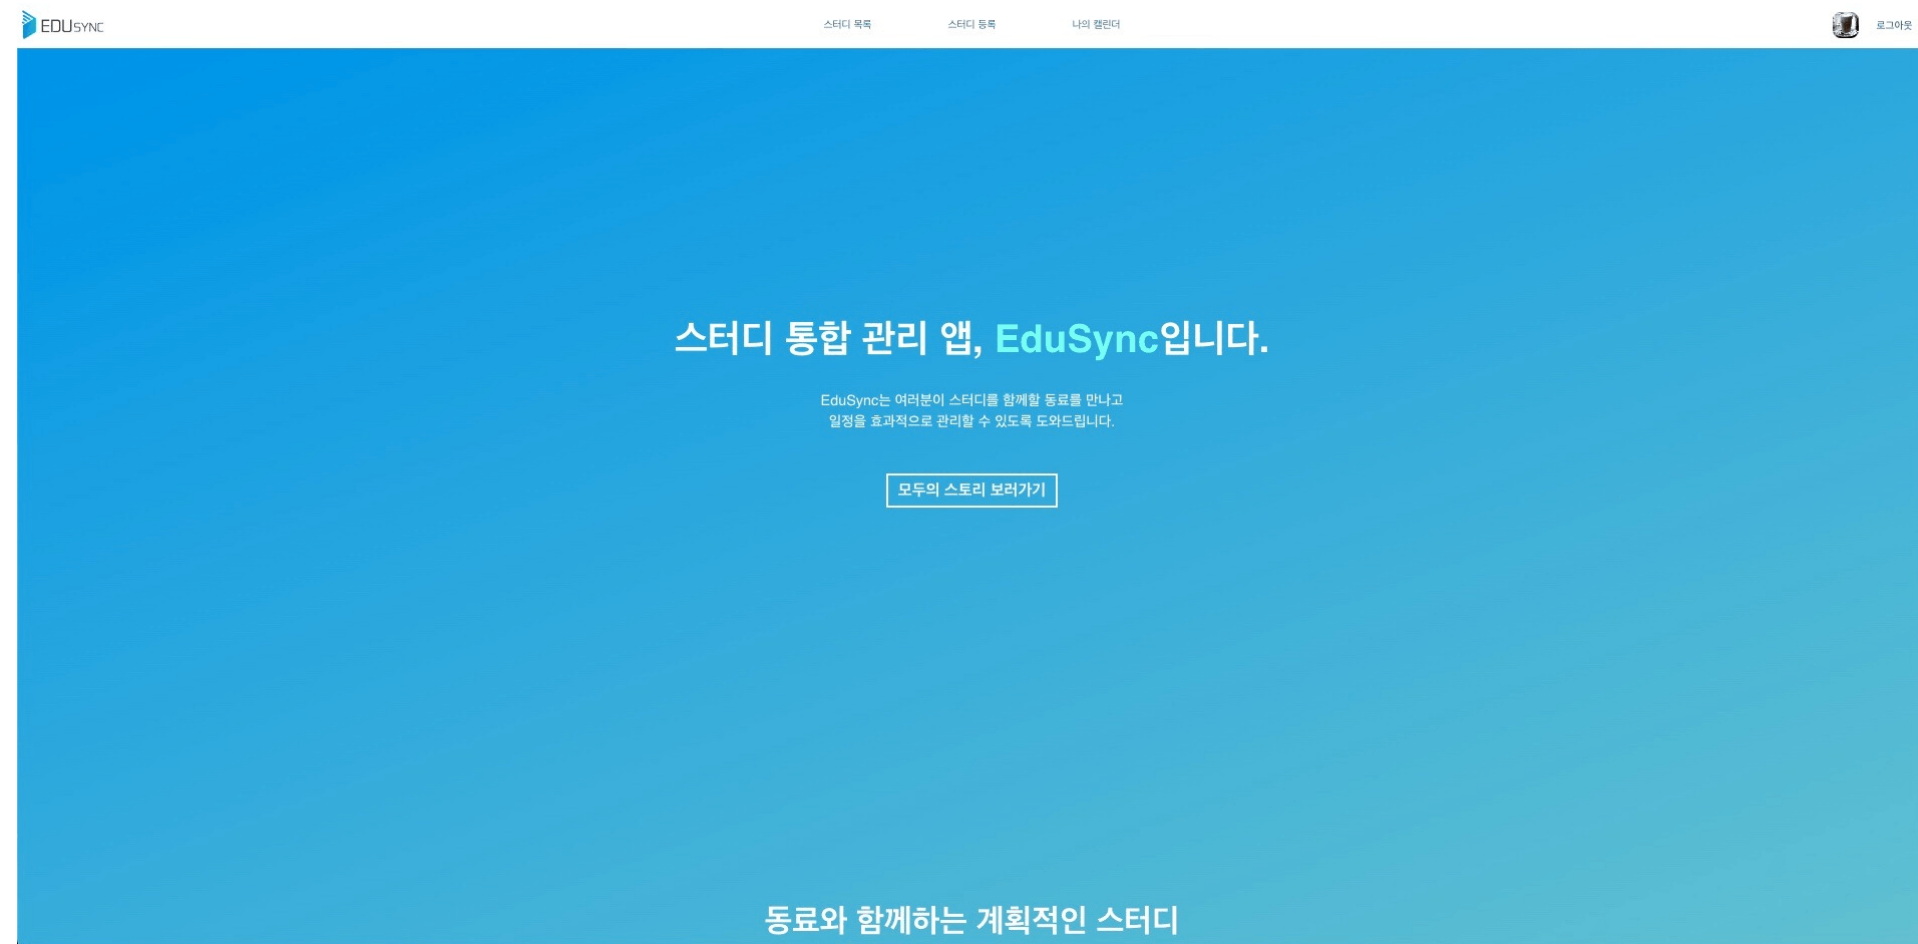 EDUSYNC
스터디 목록
스터디 등록
나의 캘린더
로그아웃
스터디 통합 관리 앱, EduSync입니다.
EduSync는 여러분이 스터디를 함께할 동료를 만나고
일정을 효과적으로 관리할 수 있도록 도와드립니다.
모두의 스토리 보러가기
동료와 함께하는 계획적인 스터디